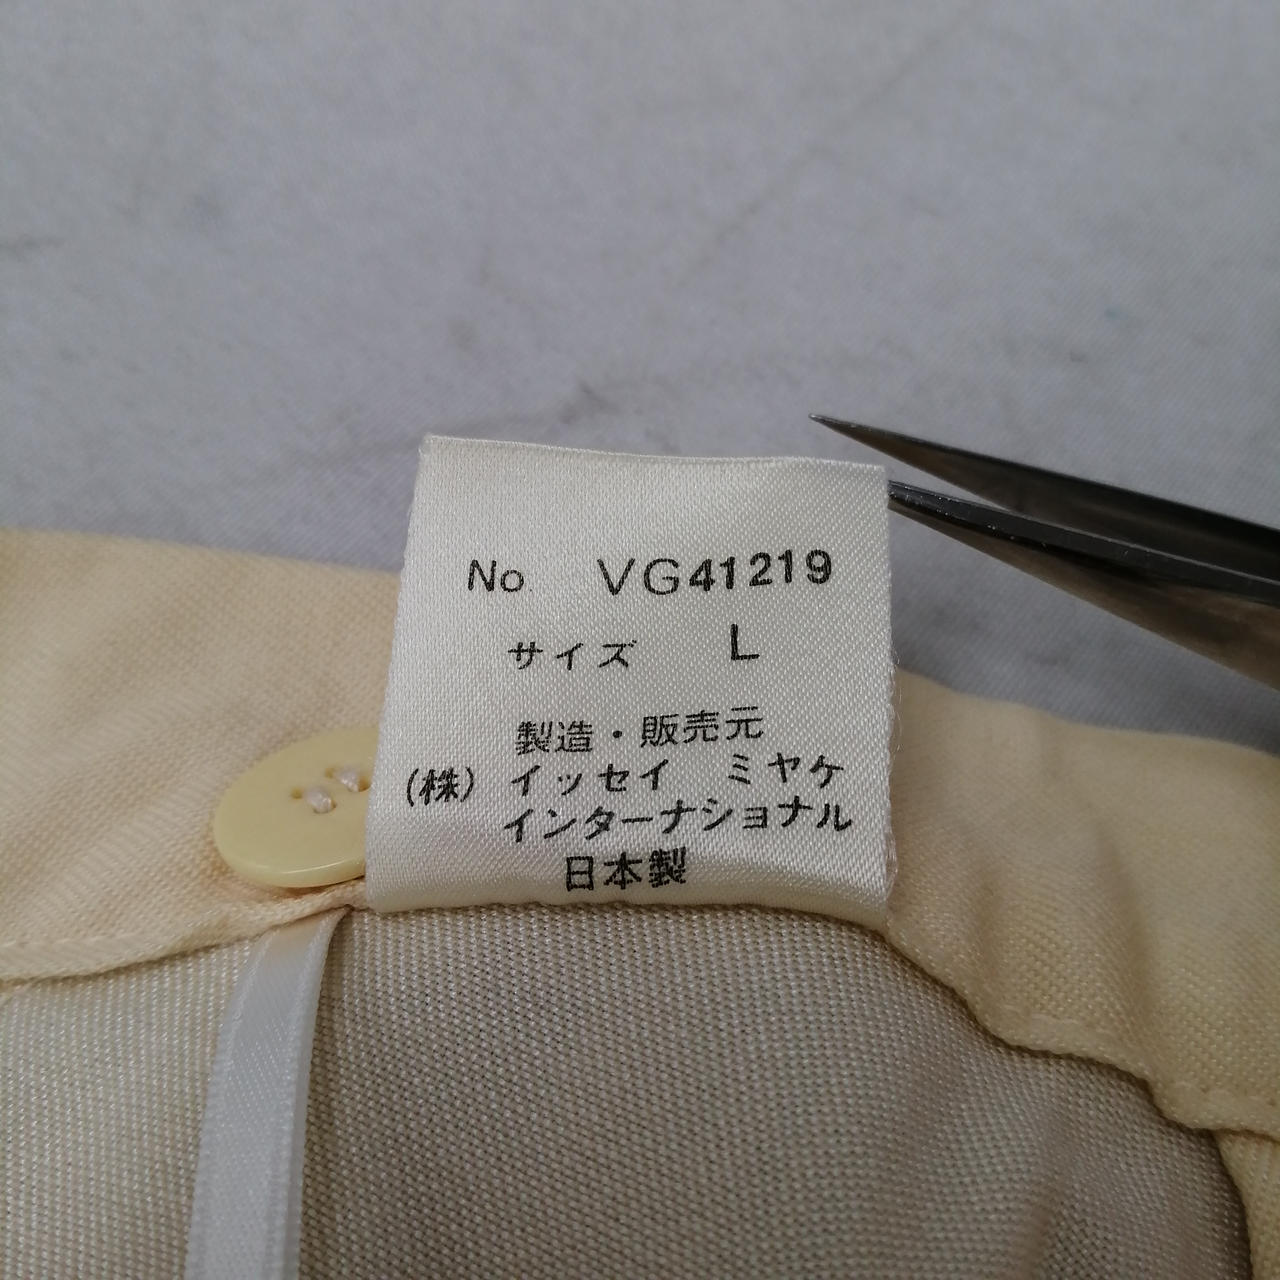 No VG41219
サイズ L
製造・販売元
(株) イッセイ ミヤケ
インターナショナル
日本製